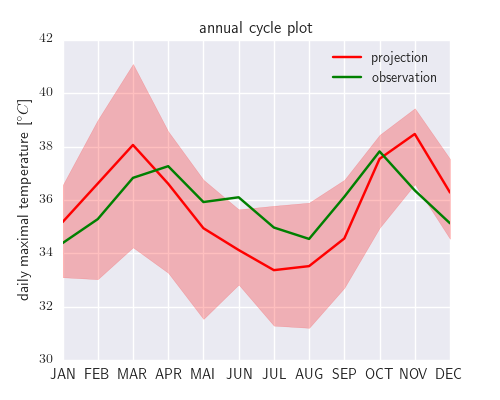 annual cycle plot
daily maximal temperature [°C]
42
40
38
36
34
32
30
projection
observation
JAN FEB MAR APR MAI JUN JUL AUG SEP OCT NOV DEC